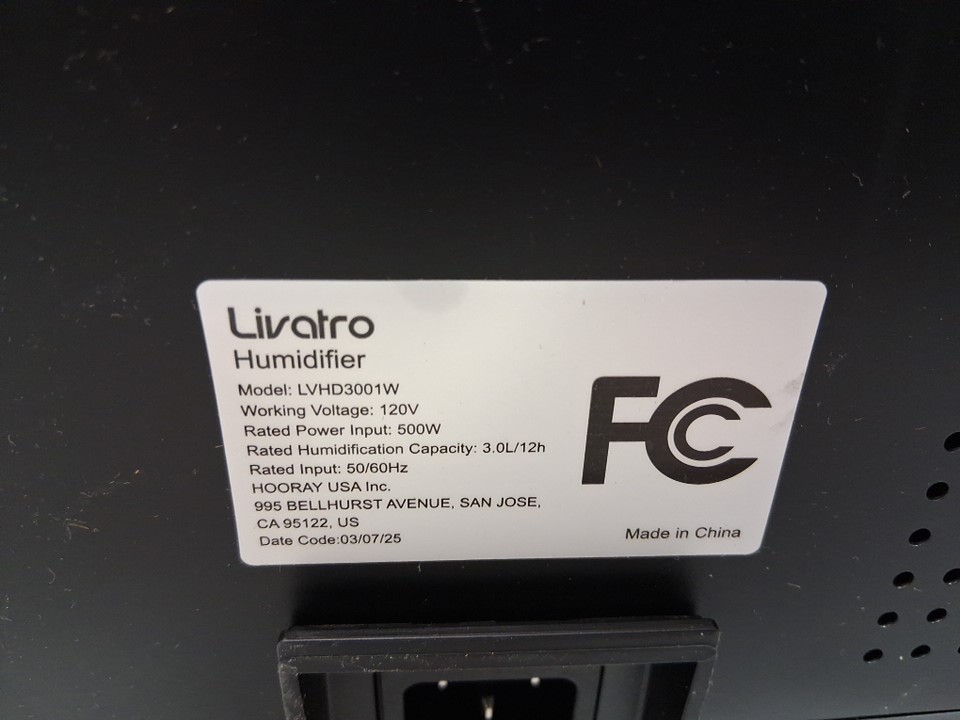 Livatro
Humidifier
Model: LVHD3001W
Working Voltage: 120V
Rated Power Input: 500W
Rated Humidification Capacity: 3.0L/12h
Rated Input: 50/60Hz
HOORAY USA Inc.
995 BELLHURST AVENUE, SAN JOSE,
CA 95122, US
Date Code:03/07/25
FCC
Made in China